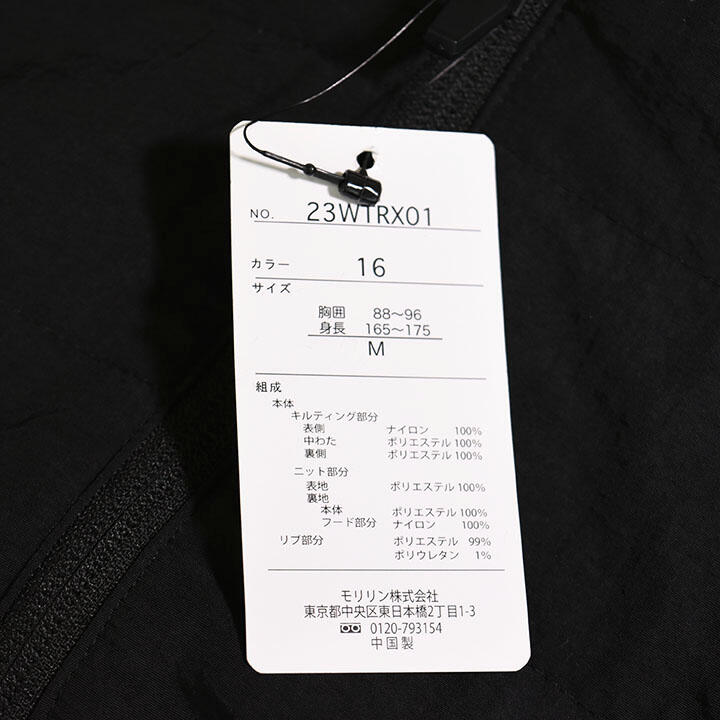 NO. 23WTRX01
カラー 16
サイズ
胸囲 88～96
身長 165～175
M
組成
本体
キルティング部分
表側 ナイロン 100%
中わた ポリエステル 100%
裏側 ポリエステル 100%
ニット部分
表地 ポリエステル 100%
裏地
本体 ポリエステル 100%
フード部分 ナイロン 100%
リブ部分 ポリエステル 99%
ポリウレタン 1%
モリリン株式会社
東京都中央区東日本橋2丁目1-3
0120-793154
中国製